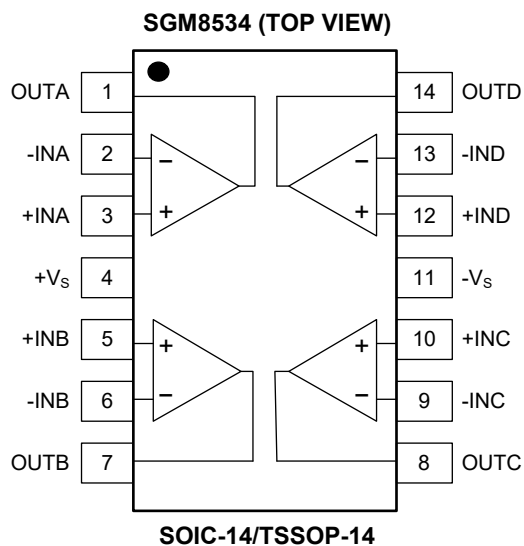 SGM8534 (TOP VIEW)
OUTA 1 14 OUTD
-INA 2 − − 13 -IND
+INA 3 + + 12 +IND
+VS 4 11 -VS
+INB 5 + + 10 +INC
-INB 6 − − 9 -INC
OUTB 7 8 OUTC
SOIC-14/TSSOP-14